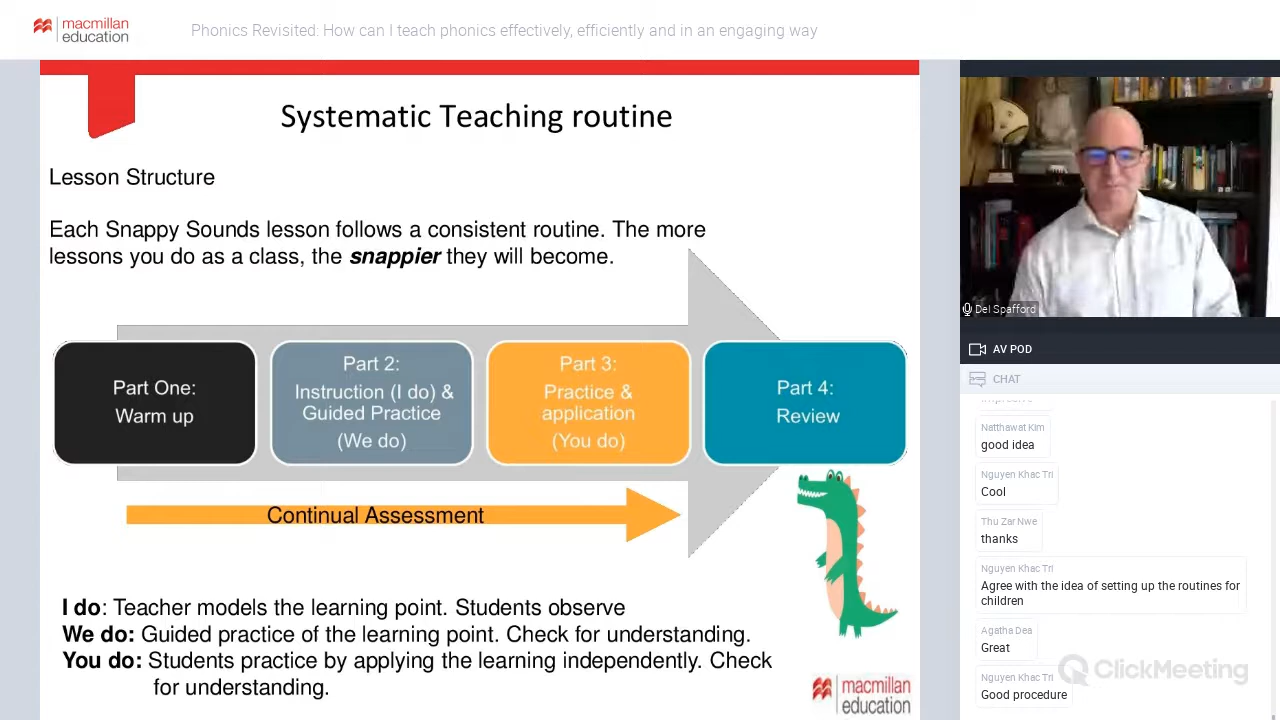 macmillan
education
Phonics Revisited: How can I teach phonics effectively, efficiently and in an engaging way
Systematic Teaching routine
Lesson Structure
Each Snappy Sounds lesson follows a consistent routine. The more
lessons you do as a class, the snappier they will become.
Part One:
Warm up
Part 2:
Instruction (I do) &
Guided Practice
(We do)
Part 3:
Practice &
application
(You do)
Part 4:
Review
Continual Assessment
I do: Teacher models the learning point. Students observe
We do: Guided practice of the learning point. Check for understanding.
You do: Students practice by applying the learning independently. Check
for understanding.
macmillan
education
Del Spafford
AV POD
CHAT
Natthawat Kim
good idea
Nguyen Khac Tri
Cool
Thu Zar Nwe
thanks
Nguyen Khac Tri
Agree with the idea of setting up the routines for
children
Agatha Dea
Great
Nguyen Khac Tri
Good procedure
ClickMeeting